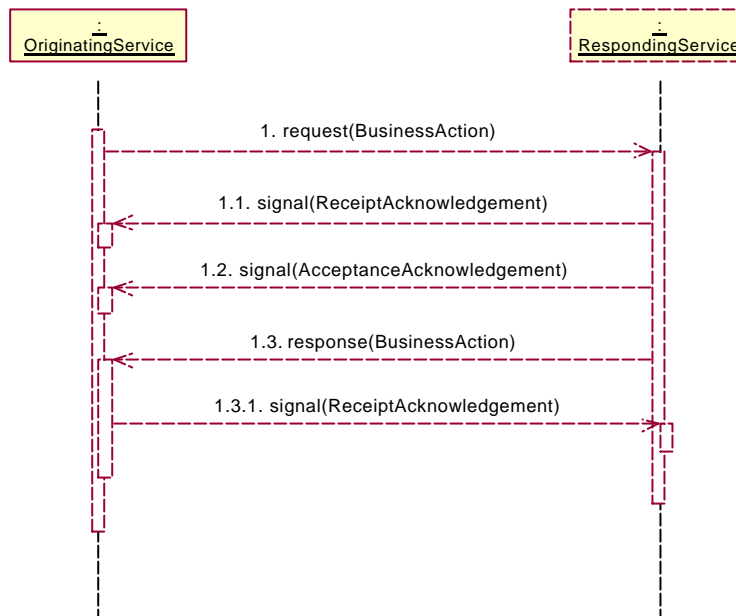 :
OriginatingService
:
RespondingService
1. request(BusinessAction)
1.1. signal(ReceiptAcknowledgement)
1.2. signal(AcceptanceAcknowledgement)
1.3. response(BusinessAction)
1.3.1. signal(ReceiptAcknowledgement)